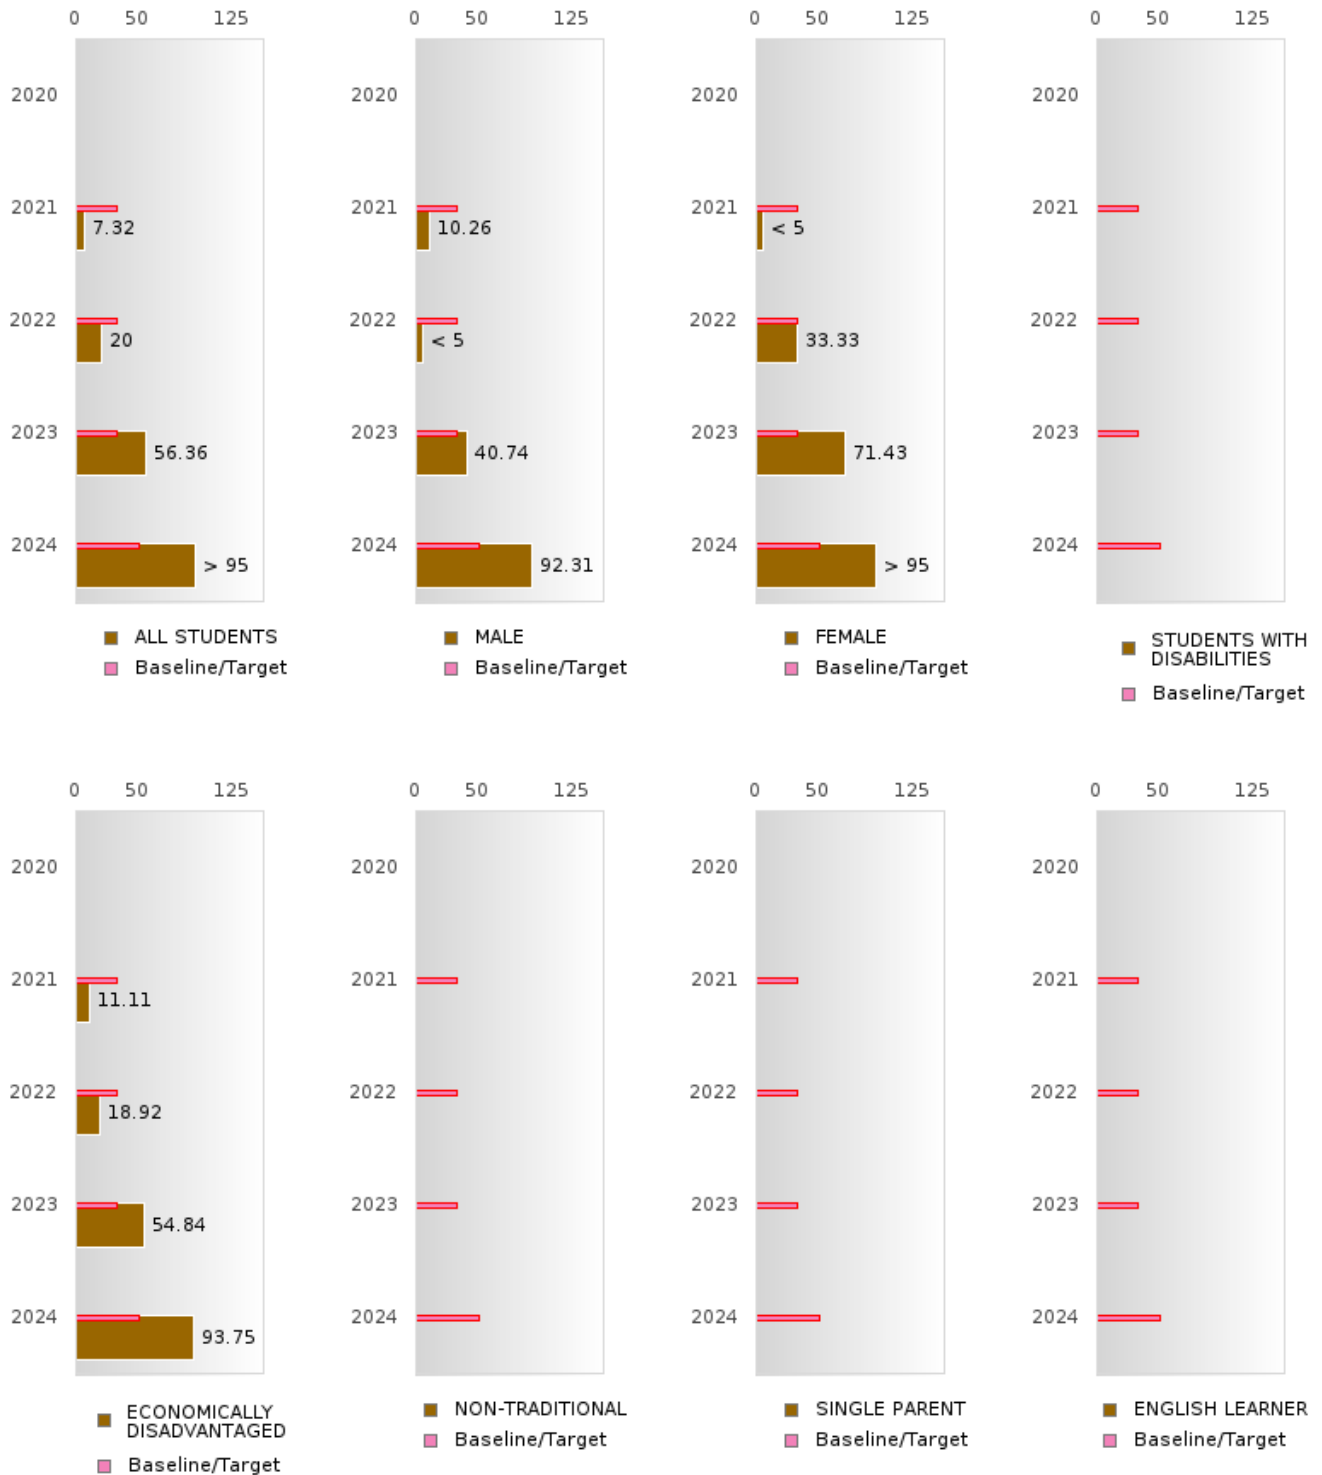 0 50 125
2020
2021
7.32
2022
20
2023
56.36
2024
> 95
ALL STUDENTS
Baseline/Target
0 50 125
2020
2021
10.26
2022
< 5
2023
40.74
2024
92.31
MALE
Baseline/Target
0 50 125
2020
2021
< 5
2022
33.33
2023
71.43
2024
> 95
FEMALE
Baseline/Target
0 50 125
2020
2021
2022
2023
2024
STUDENTS WITH
DISABILITIES
Baseline/Target
0 50 125
2020
2021
11.11
2022
18.92
2023
54.84
2024
93.75
ECONOMICALLY
DISADVANTAGED
Baseline/Target
0 50 125
2020
2021
2022
2023
2024
NON-TRADITIONAL
Baseline/Target
0 50 125
2020
2021
2022
2023
2024
SINGLE PARENT
Baseline/Target
0 50 125
2020
2021
2022
2023
2024
ENGLISH LEARNER
Baseline/Target